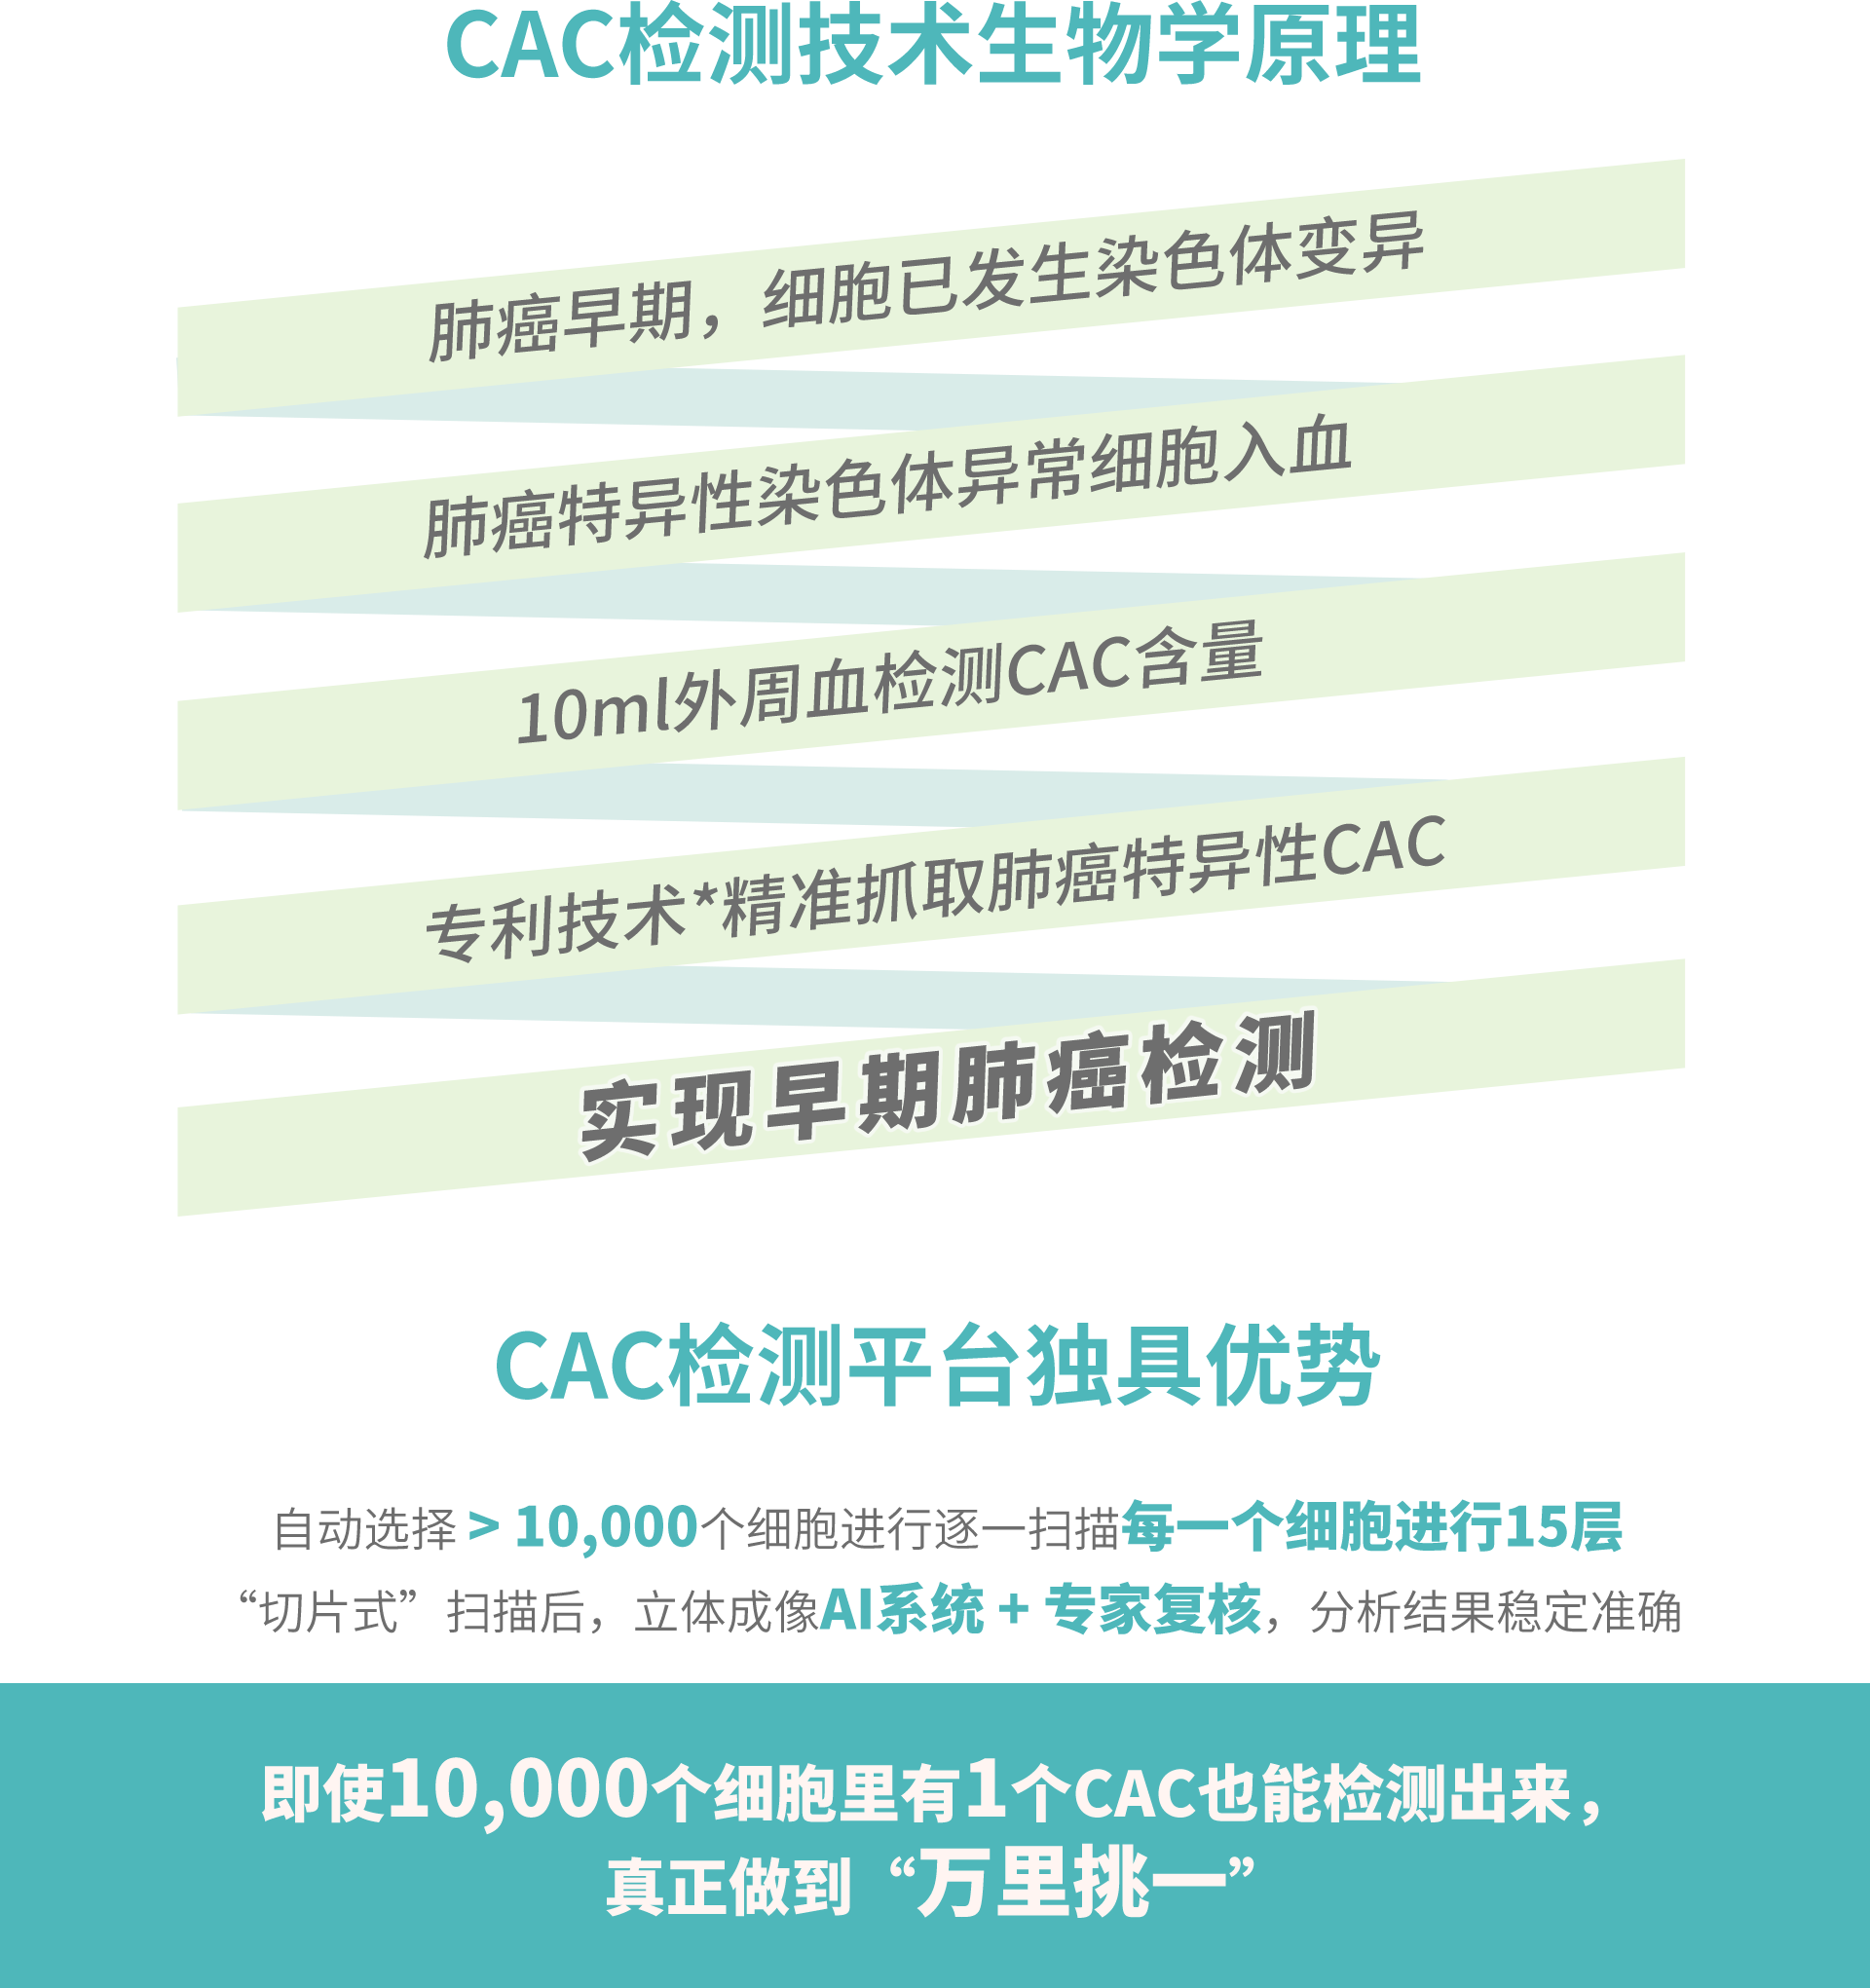 CAC检测技术生物学原理
肺癌早期，细胞已发生染色体变异
肺癌特异性染色体异常细胞入血
10ml外周血检测CAC含量
专利技术*精准抓取肺癌特异性CAC
实现早期肺癌检测
CAC检测平台独具优势
自动选择 > 10,000个细胞进行逐一扫描每一个细胞进行15层
“切片式”扫描后，立体成像AI系统 + 专家复核，分析结果稳定准确
即使10,000个细胞里有1个CAC也能检测出来，
真正做到“万里挑一”